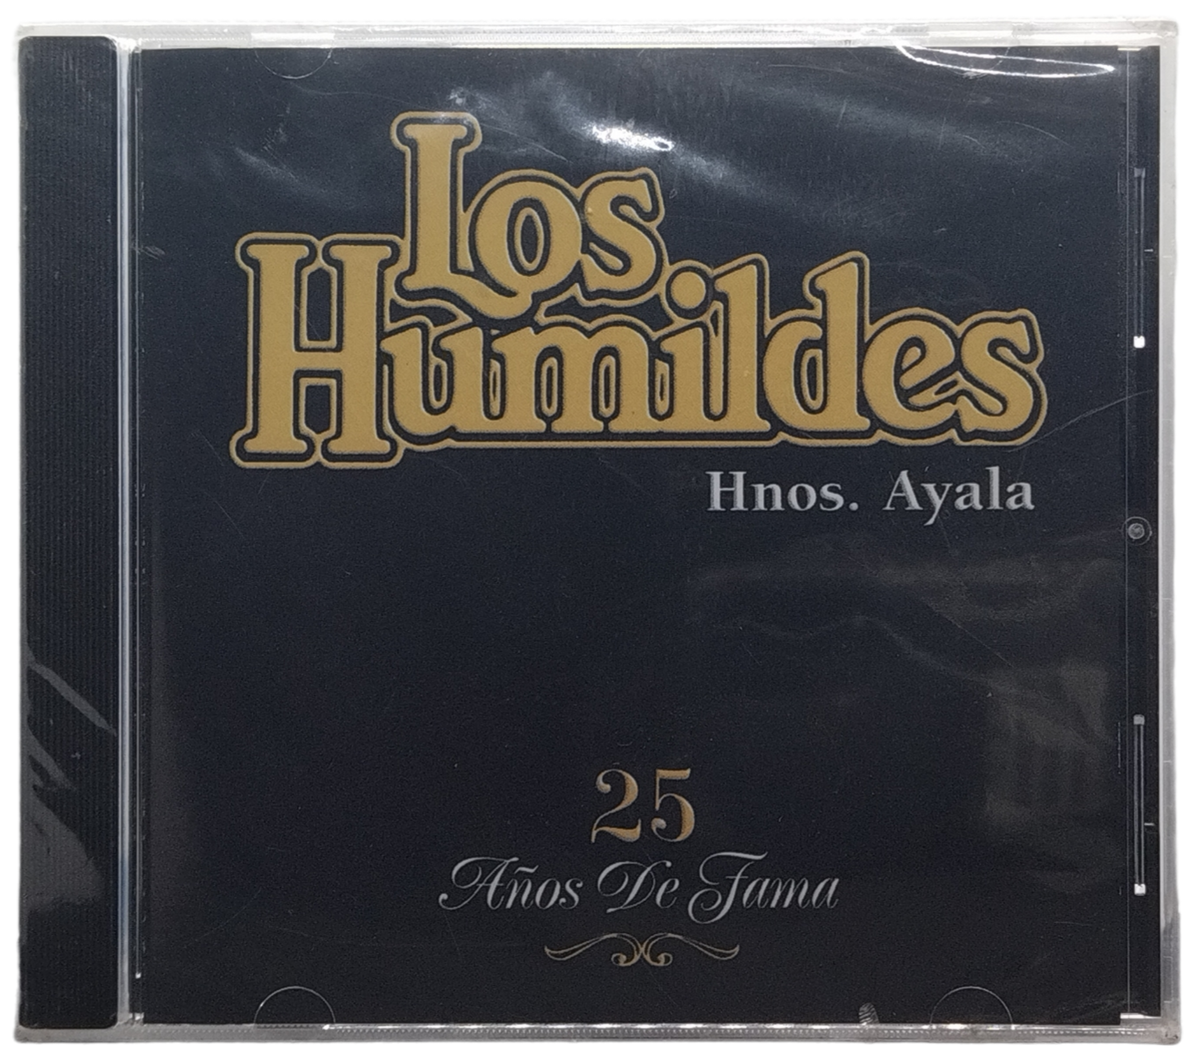 Los
Humildes
Hnos. Ayala
25
Años De Fama